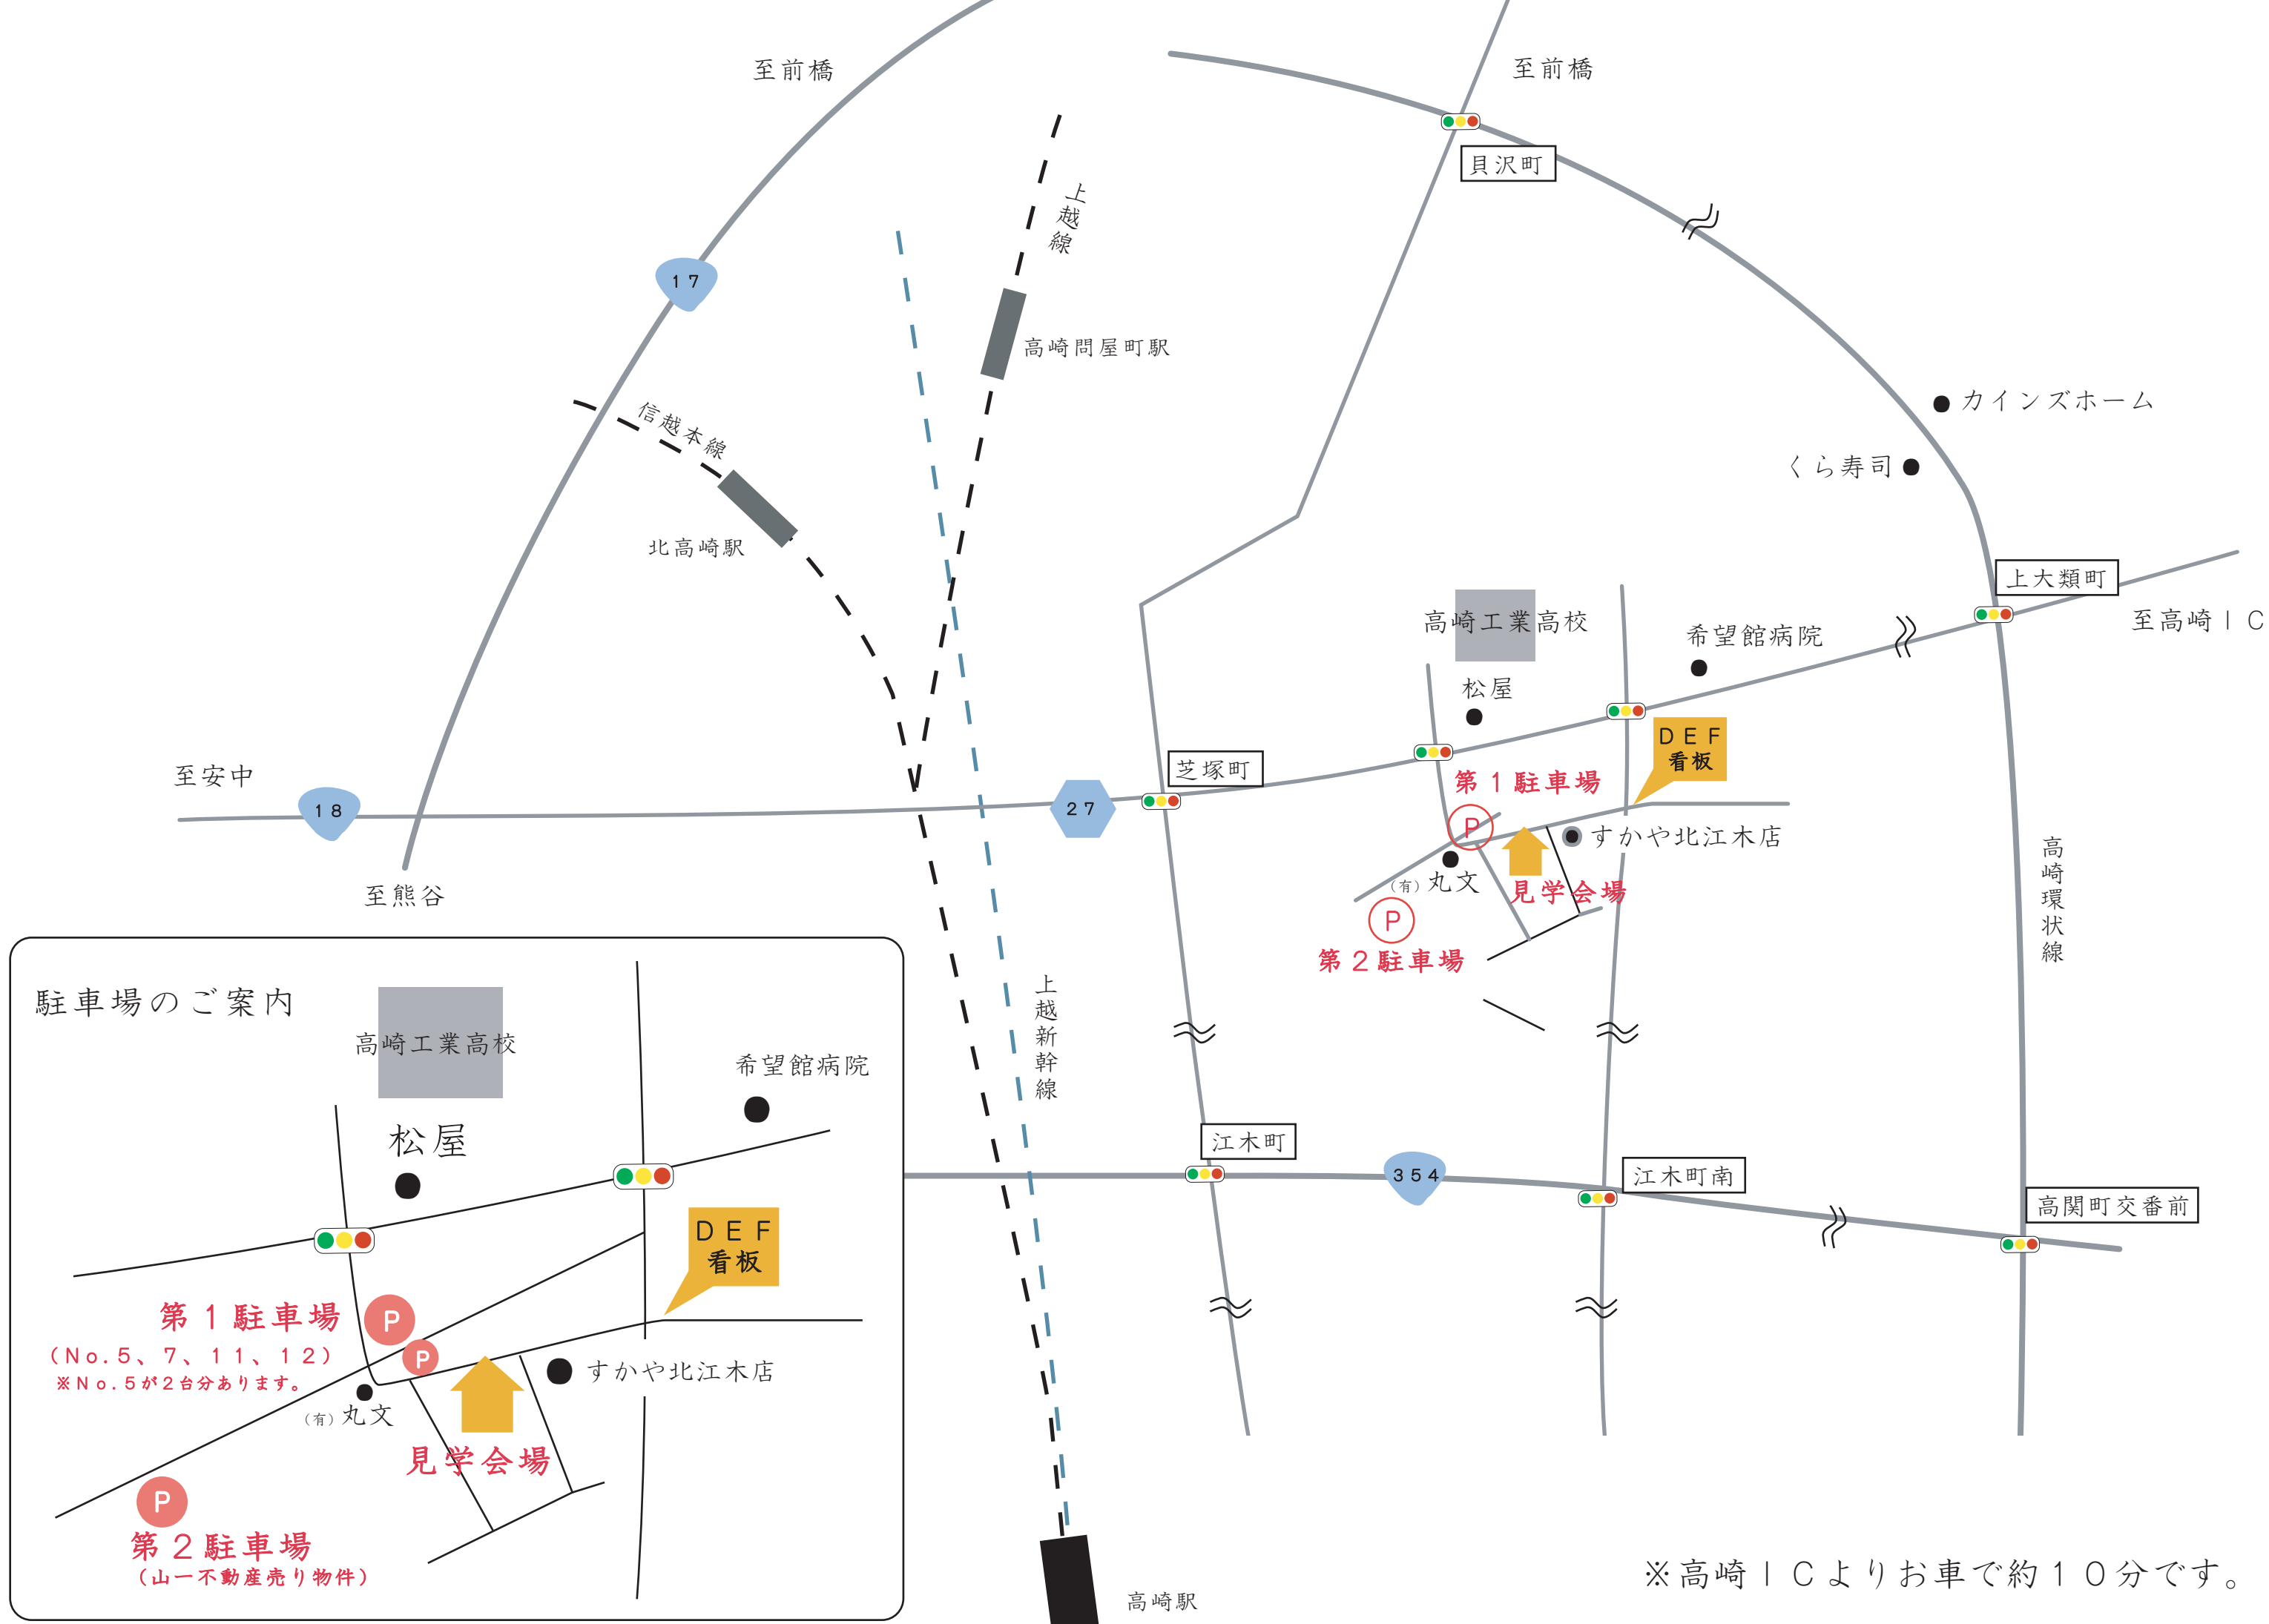 至前橋
至前橋
貝沢町
上越線
17
高崎問屋町駅
信越本線
北高崎駅
カインズホーム
くら寿司
上大類町
至高崎IC
高崎工業高校
希望館病院
松屋
DEF
看板
至安中
18
27
芝塚町
第1駐車場
P
すかや北江木店
(有)丸文
見学会場
P
第2駐車場
至熊谷
高崎環状線
上越新幹線
江木町
354
江木町南
高関町交番前
駐車場のご案内
高崎工業高校
希望館病院
松屋
DEF
看板
第1駐車場
P
(No.5、7、11、12)
P
※No.5が2台分あります。
すかや北江木店
(有)丸文
見学会場
P
第2駐車場
(山一不動産売り物件)
高崎駅
※高崎ICよりお車で約10分です。